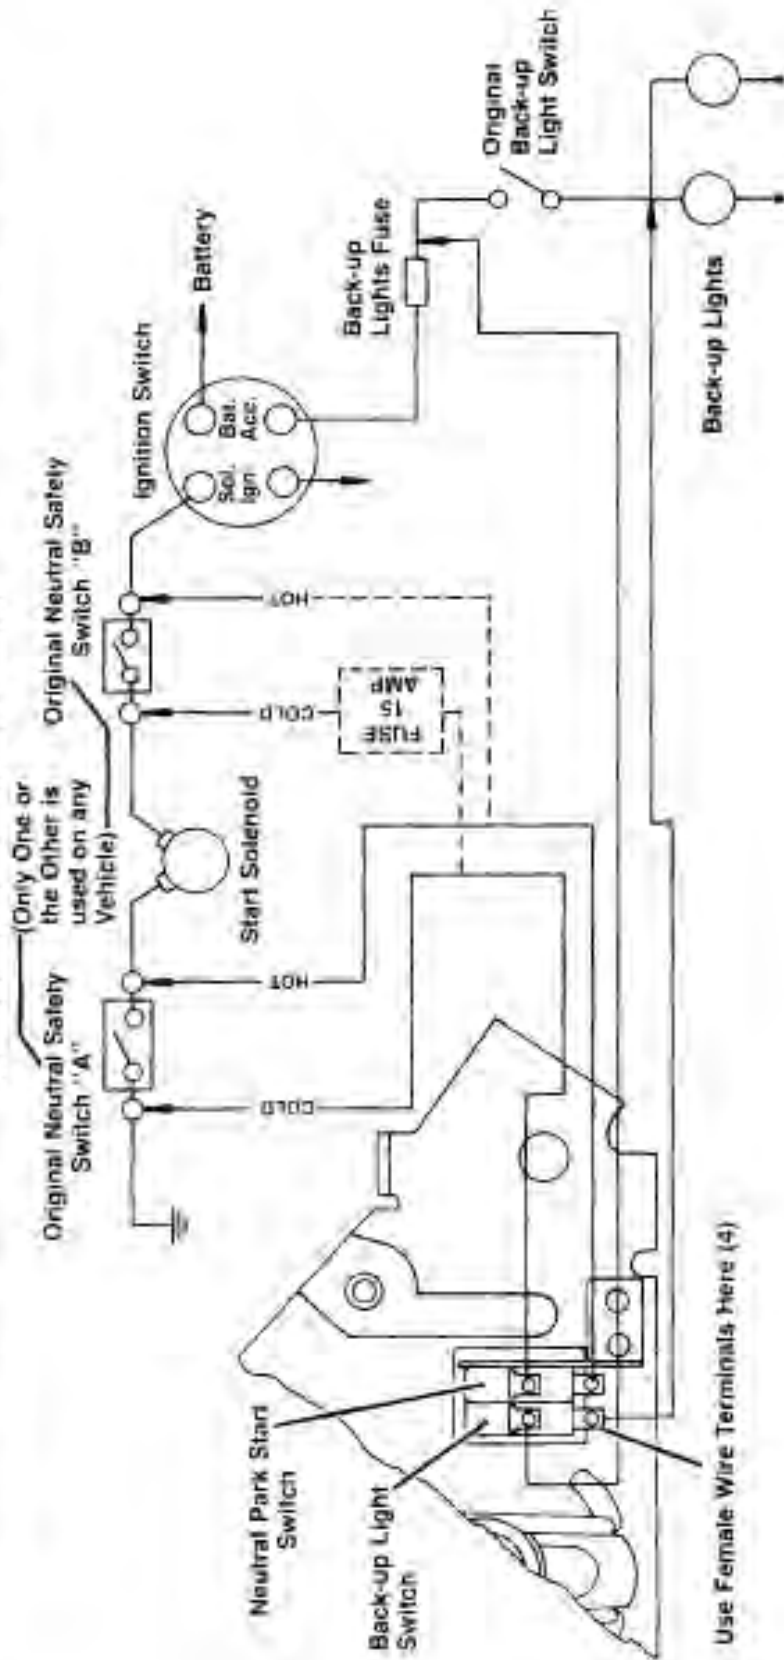 Original Neutral Safety
Switch "A"
(Only One or
the Other is
used on any
Vehicle)
Original Neutral Safely
Switch "B"
Ignition Switch
Battery
Sol.
Bat.
Ign
Acc.
Start Solenoid
COLD
HOT
COLD
HOT
FUSE
15
AMP
Back-up
Lights Fuse
Original
Back-up
Light Switch
Back-up Lights
Neutral Park Start
Switch
Back-up Light
Switch
Use Female Wire Terminals Here (4)